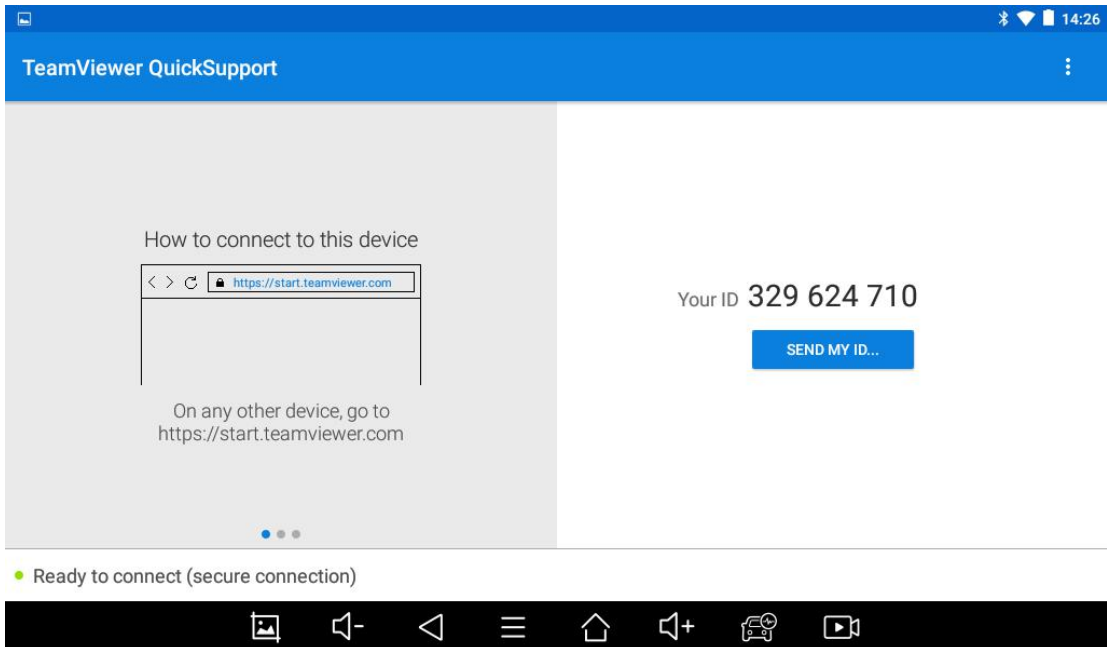 14:26
TeamViewer QuickSupport
How to connect to this device
https://start.teamviewer.com
On any other device, go to
https://start.teamviewer.com
Your ID 329 624 710
SEND MY ID...
Ready to connect (secure connection)